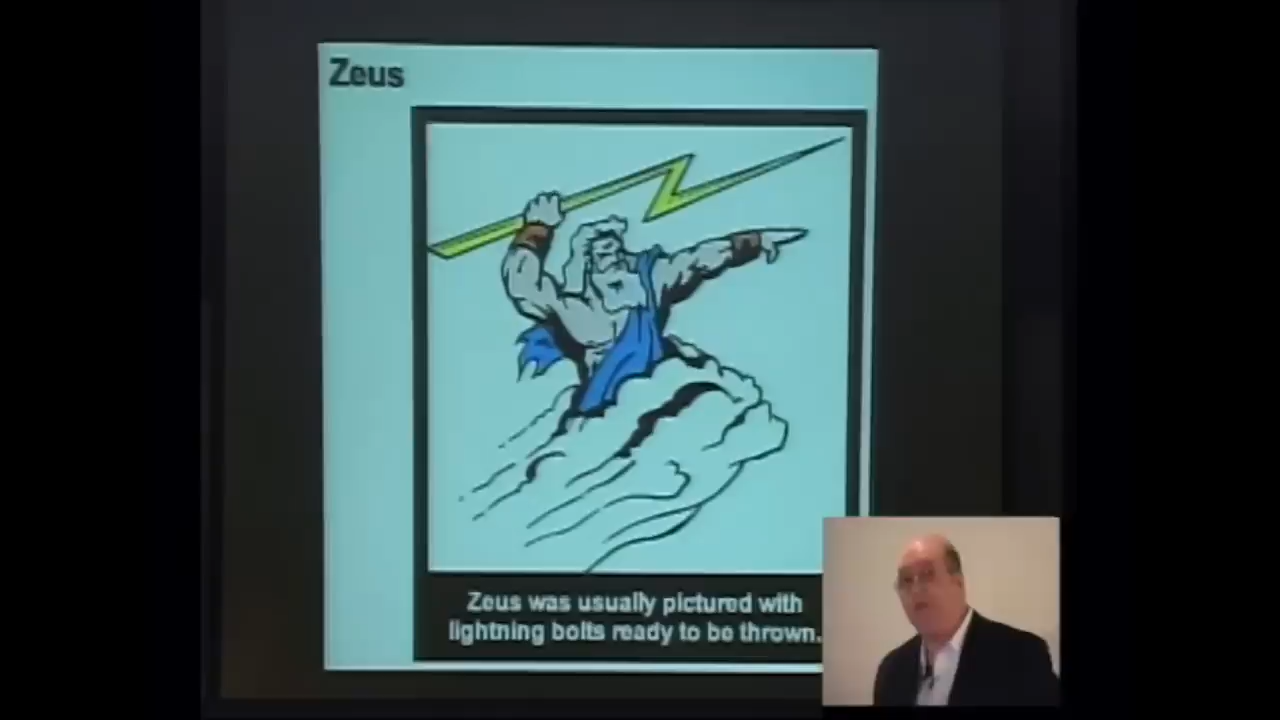 Zeus
Zeus was usually pictured with
lightning bolts ready to be thrown.